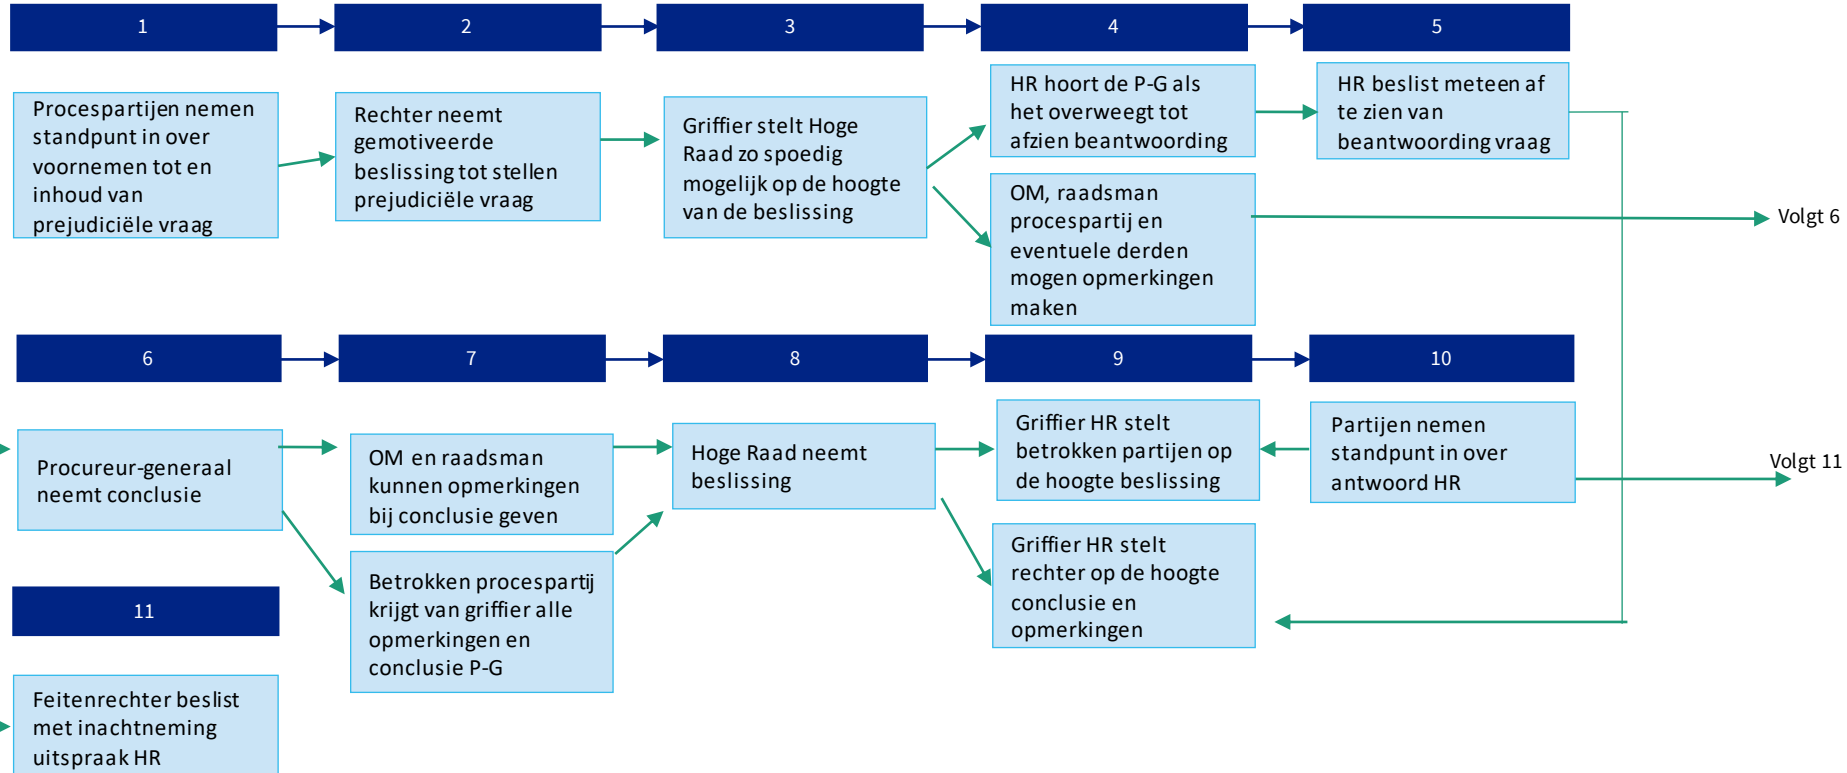 1
2
3
4
5
Procespartijen nemen
standpunt in over
voornemen tot en
inhoud van
prejudiciële vraag
Rechter neemt
gemotiveerde
beslissing tot stellen
prejudiciële vraag
Griffier stelt Hoge
Raad zo spoedig
mogelijk op de hoogte
van de beslissing
HR hoort de P-G als
het overweegt tot
afzien beantwoording
OM, raadsman
procespartij en
eventuele derden
mogen opmerkingen
maken
HR beslist meteen af
te zien van
beantwoording vraag
Volgt 6
6
7
8
9
10
Procureur-generaal
neemt conclusie
OM en raadsman
kunnen opmerkingen
bij conclusie geven
Betrokken procespartij
krijgt van griffier alle
opmerkingen en
conclusie P-G
Hoge Raad neemt
beslissing
Griffier HR stelt
betrokken partijen op
de hoogte beslissing
Griffier HR stelt
rechter op de hoogte
conclusie en
opmerkingen
Partijen nemen
standpunt in over
antwoord HR
Volgt 11
11
Feitenrechter beslist
met inachtneming
uitspraak HR